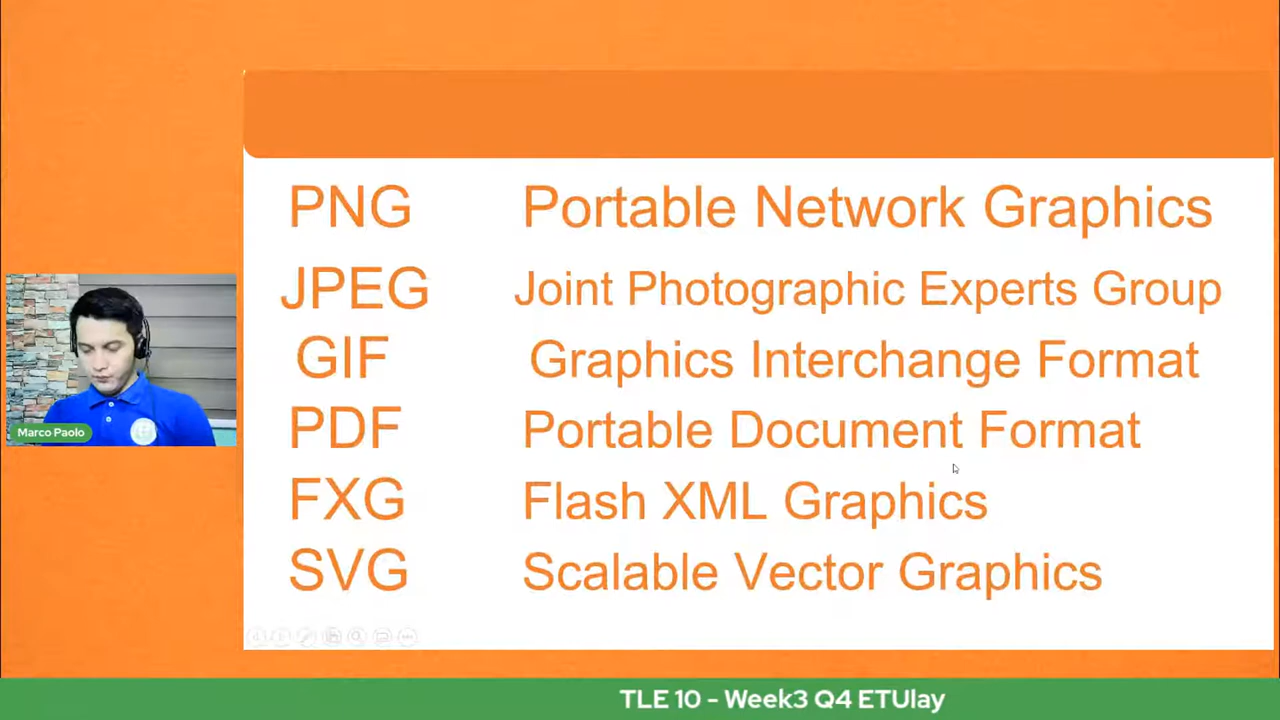 PNG Portable Network Graphics
JPEG Joint Photographic Experts Group
GIF Graphics Interchange Format
PDF Portable Document Format
FXG Flash XML Graphics
SVG Scalable Vector Graphics
Marco Paolo
TLE 10 - Week3 Q4 ETUlay